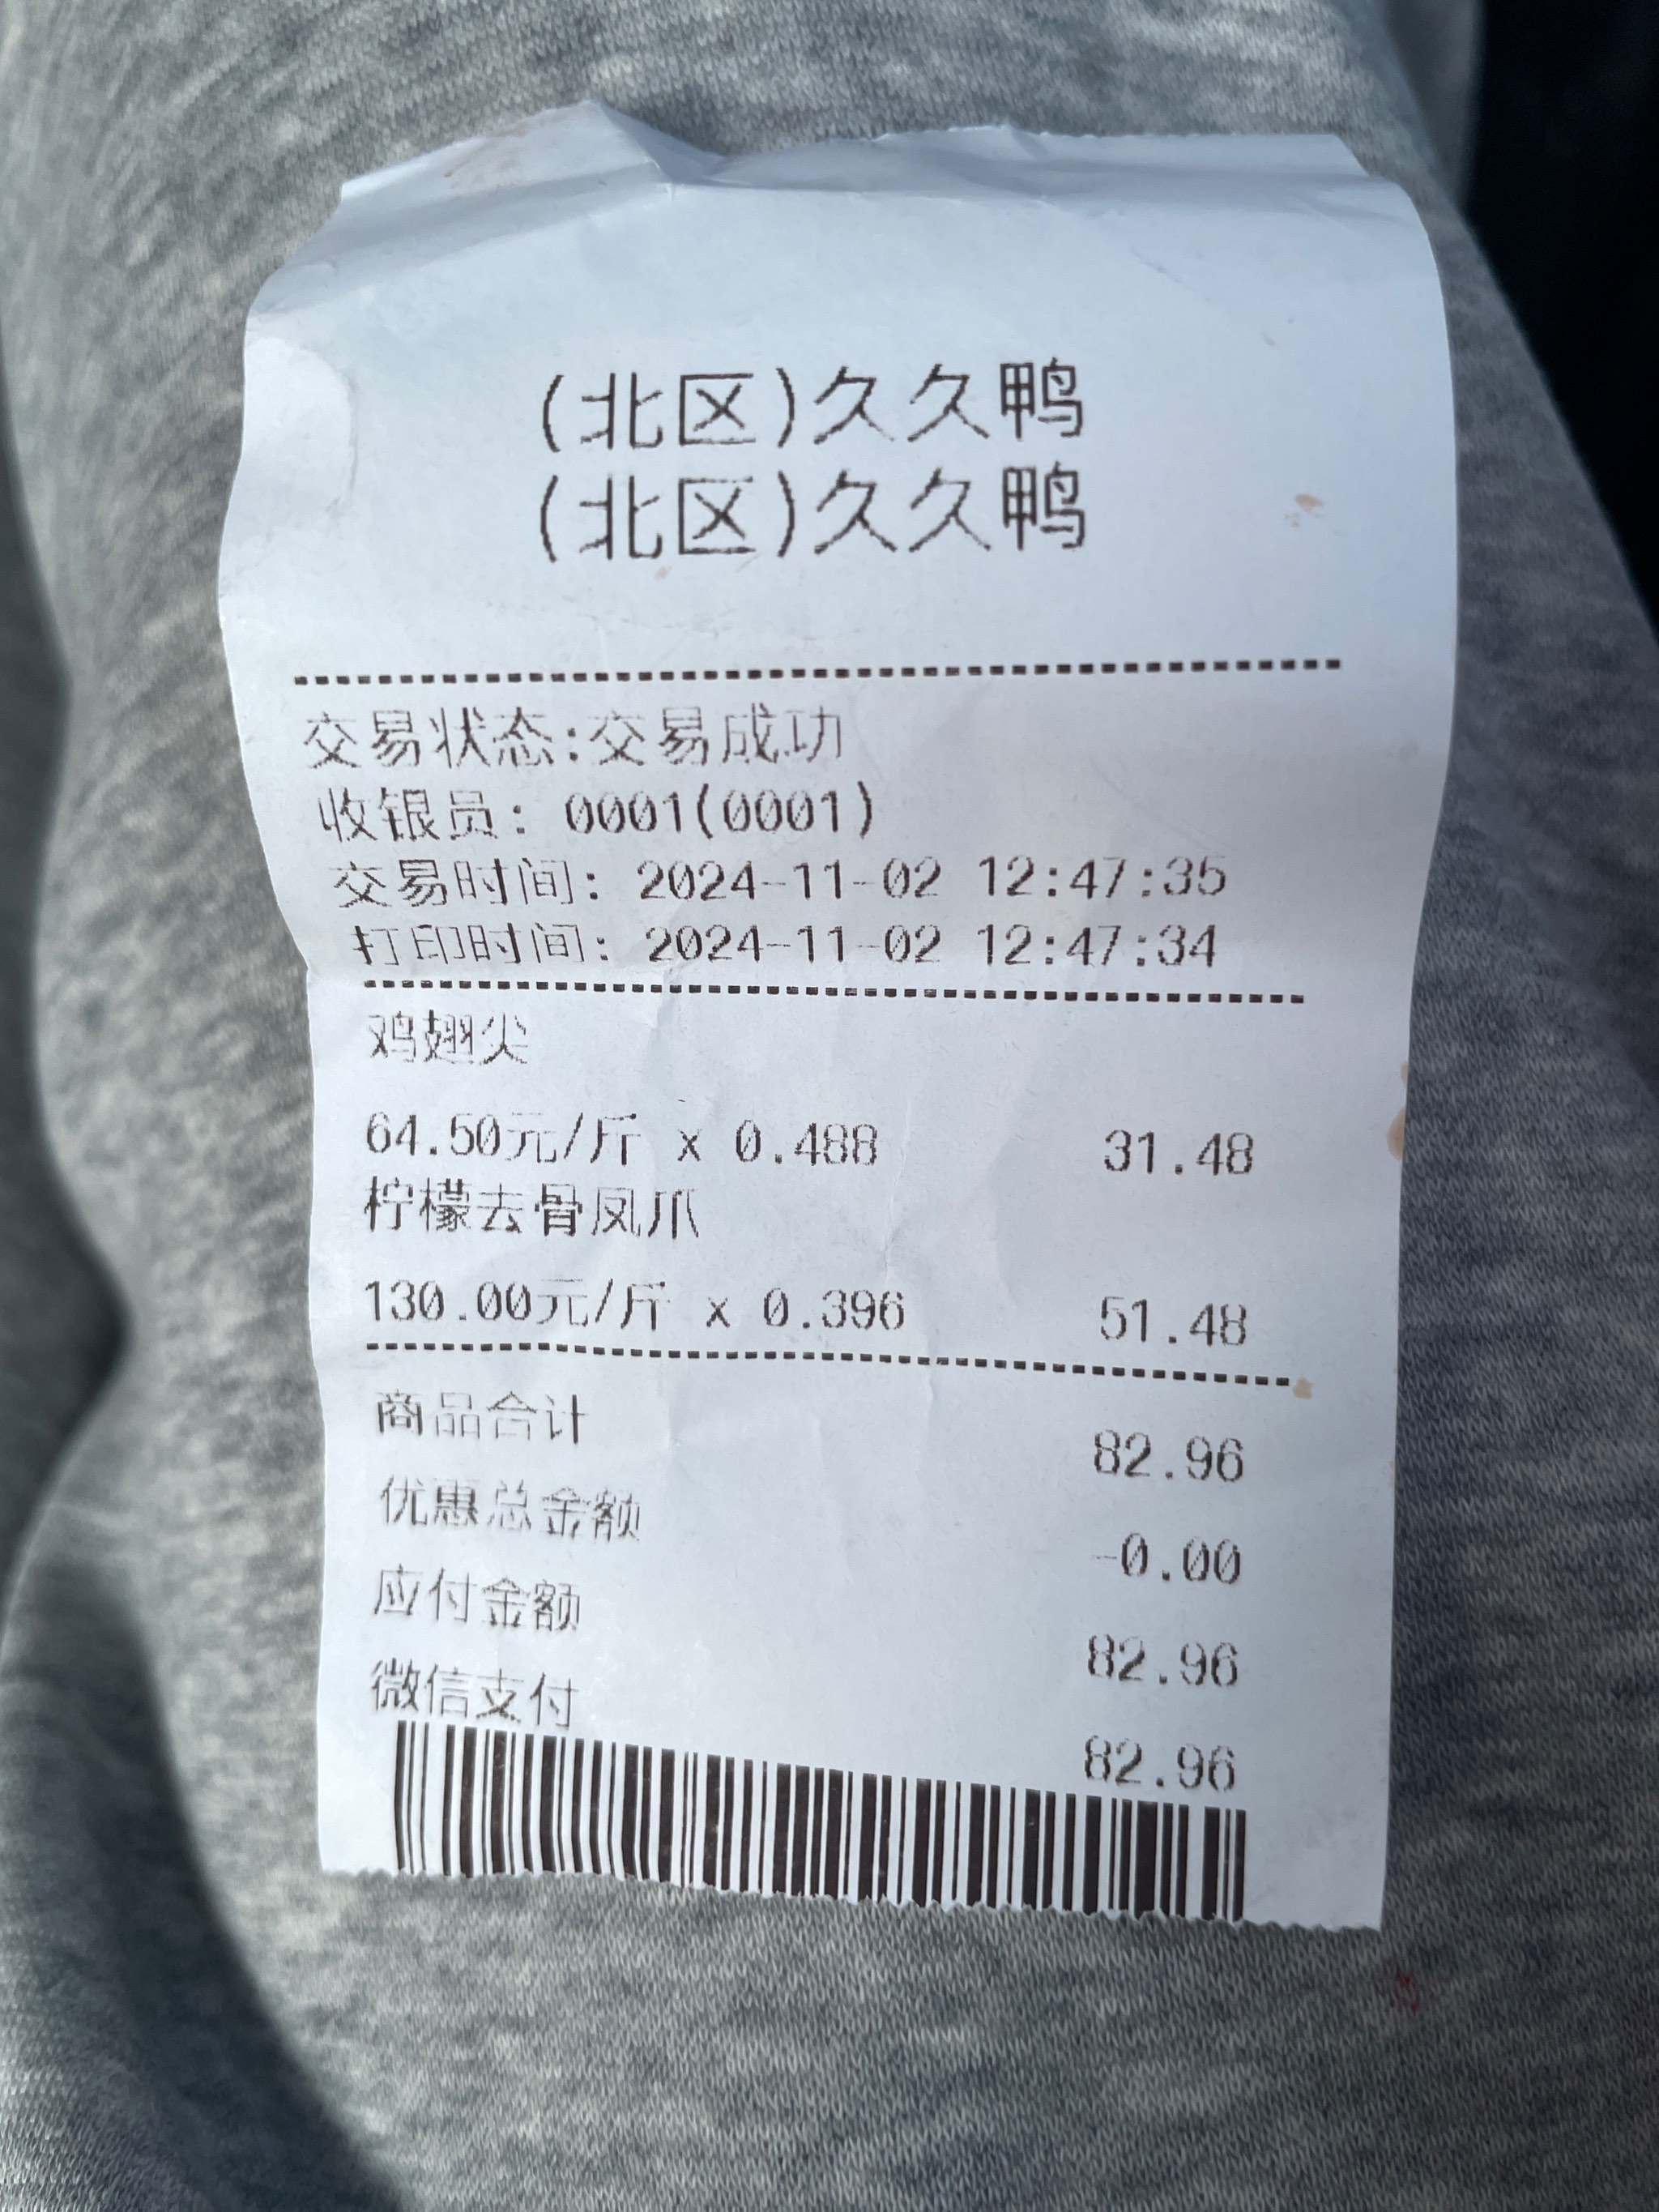 (北区)久久鸭
(北区)久久鸭
交易状态:交易成功
收银员: 0001(0001)
交易时间: 2024-11-02 12:47:35
打印时间: 2024-11-02 12:47:34
鸡翅尖
64.50元/斤 x 0.488 31.48
柠檬去骨凤爪
130.00元/斤 x 0.396 51.48
商品合计 82.96
优惠总金额 -0.00
应付金额 82.96
微信支付 82.96